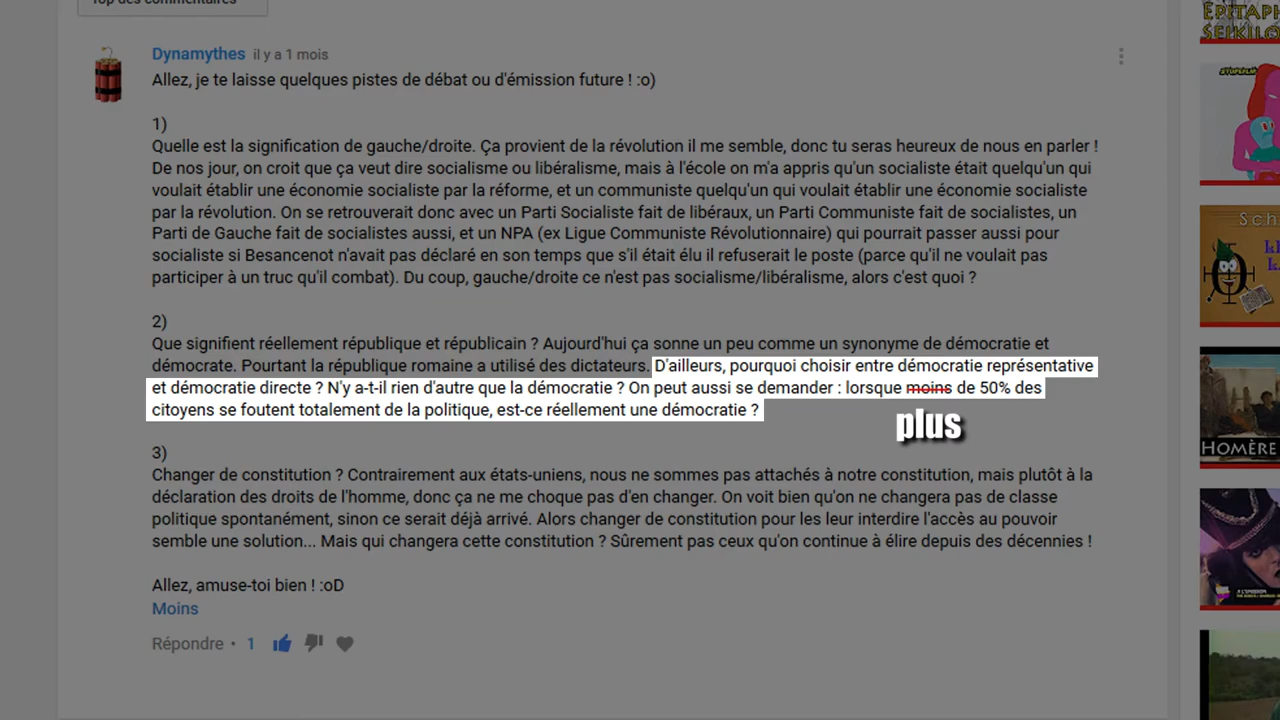 Top des commentaires
Dynamythes il y a 1 mois
Allez, je te laisse quelques pistes de débat ou d'émission future ! :o)
1)
Quelle est la signification de gauche/droite. Ça provient de la révolution il me semble, donc tu seras heureux de nous en parler !
De nos jour, on croit que ça veut dire socialisme ou libéralisme, mais à l'école on m'a appris qu'un socialiste était quelqu'un qui
voulait établir une économie socialiste par la réforme, et un communiste quelqu'un qui voulait établir une économie socialiste
par la révolution. On se retrouverait donc avec un Parti Socialiste fait de libéraux, un Parti Communiste fait de socialistes, un
Parti de Gauche fait de socialistes aussi, et un NPA (ex Ligue Communiste Révolutionnaire) qui pourrait passer aussi pour
socialiste si Besancenot n'avait pas déclaré en son temps que s'il était élu il refuserait le poste (parce qu'il ne voulait pas
participer à un truc qu'il combat). Du coup, gauche/droite ce n'est pas socialisme/libéralisme, alors c'est quoi ?
2)
Que signifient réellement république et républicain ? Aujourd'hui ça sonne un peu comme un synonyme de démocratie et
démocrate. Pourtant la république romaine a utilisé des dictateurs. D'ailleurs, pourquoi choisir entre démocratie représentative
et démocratie directe ? N'y a-t-il rien d'autre que la démocratie ? On peut aussi se demander : lorsque moins de 50% des
citoyens se foutent totalement de la politique, est-ce réellement une démocratie ?
plus
3)
Changer de constitution ? Contrairement aux états-uniens, nous ne sommes pas attachés à notre constitution, mais plutôt à la
déclaration des droits de l'homme, donc ça ne me choque pas d'en changer. On voit bien qu'on ne changera pas de classe
politique spontanément, sinon ce serait déjà arrivé. Alors changer de constitution pour les leur interdire l'accès au pouvoir
semble une solution... Mais qui changera cette constitution ? Sûrement pas ceux qu'on continue à élire depuis des décennies !
Allez, amuse-toi bien ! :oD
Moins
Répondre • 1
EPITAPH
SEIKILO
STUPEFLIP
Sch
HOMÈRE